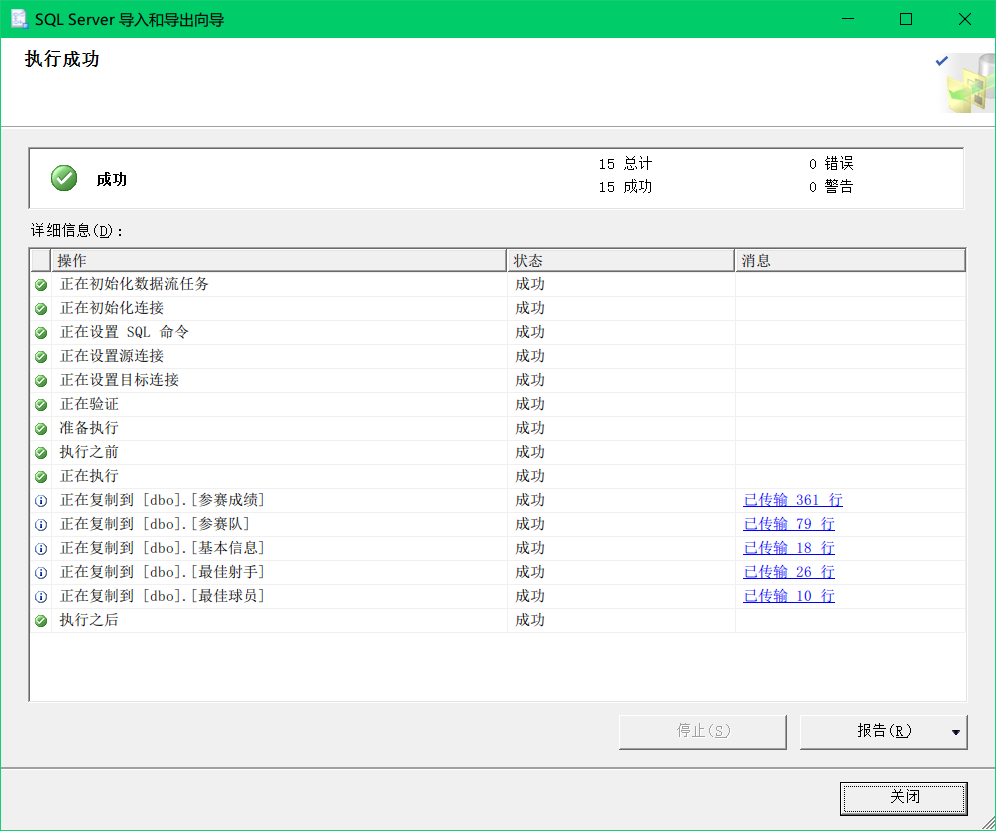 SQL Server 导入和导出向导
执行成功
成功
15 总计 0 错误
15 成功 0 警告
详细信息(D):
操作 状态 消息
正在初始化数据流任务 成功
正在初始化连接 成功
正在设置 SQL 命令 成功
正在设置源连接 成功
正在设置目标连接 成功
正在验证 成功
准备执行 成功
执行之前 成功
正在执行 成功
正在复制到 [dbo].[参赛成绩] 成功 已传输 361 行
正在复制到 [dbo].[参赛队] 成功 已传输 79 行
正在复制到 [dbo].[基本信息] 成功 已传输 18 行
正在复制到 [dbo].[最佳射手] 成功 已传输 26 行
正在复制到 [dbo].[最佳球员] 成功 已传输 10 行
执行之后 成功
停止(S) 报告(R)
关闭